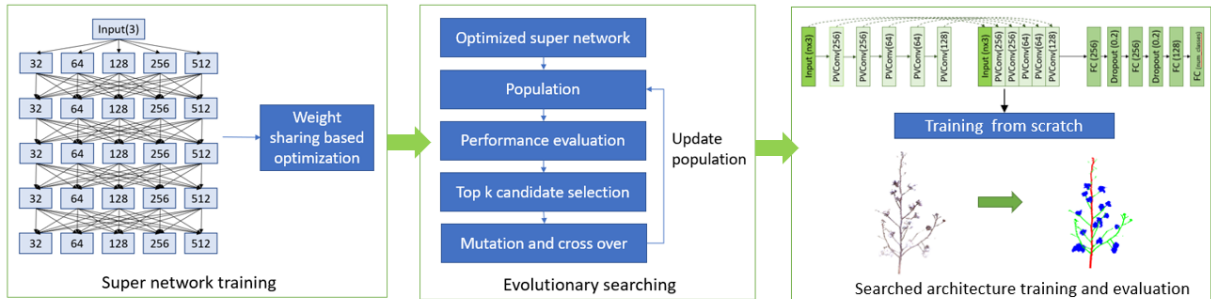 Input(3)
32 64 128 256 512
32 64 128 256 512
32 64 128 256 512
32 64 128 256 512
32 64 128 256 512
Weight
sharing based
optimization
Super network training
Optimized super network
Population
Performance evaluation
Top k candidate selection
Mutation and cross over
Update
population
Evolutionary searching
Input (nx3)
PVConv(256)
PVConv(256)
PVConv(64)
PVConv(64)
PVConv(128)
Input (nx3)
PVConv(256)
PVConv(256)
PVConv(64)
PVConv(64)
PVConv(128)
FC (256)
Dropout (0.2)
FC (256)
Dropout (0.2)
FC (128)
FC (num_classes)
Training from scratch
Searched architecture training and evaluation